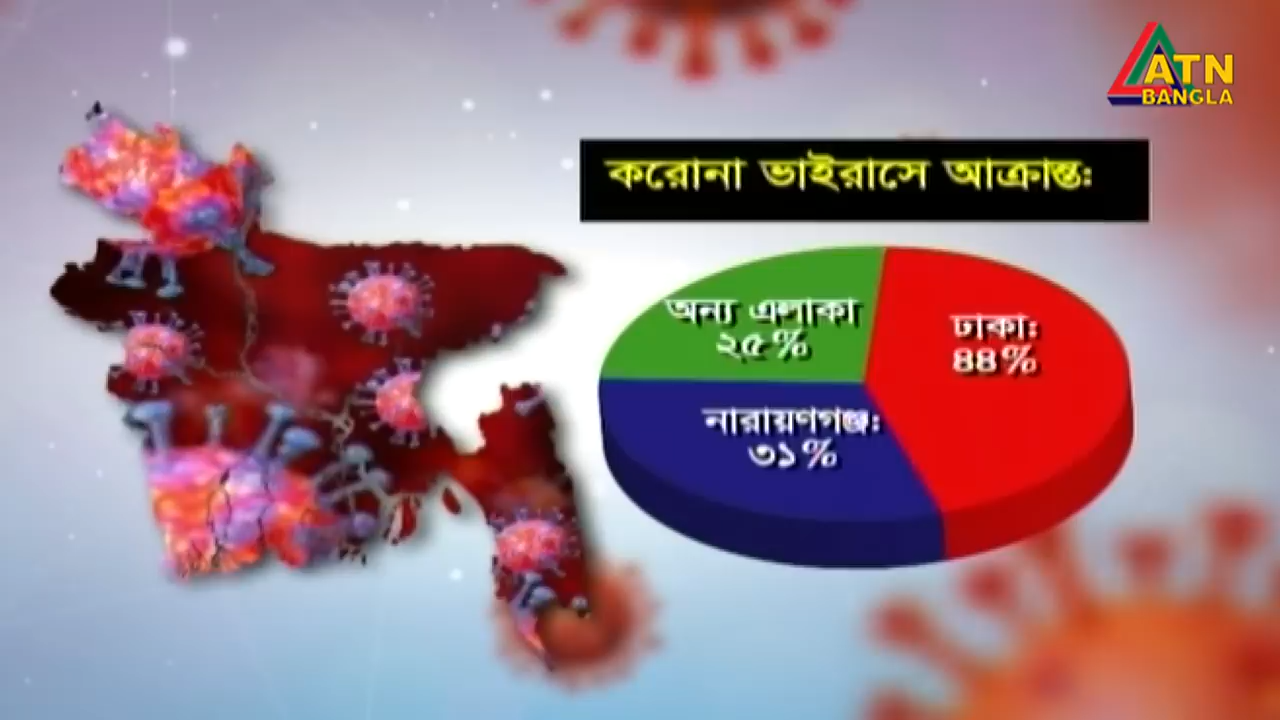 ATN
BANGLA
করোনা ভাইরাসে আক্রান্ত:
অন্য এলাকা
২৫%
ঢাকা:
৪৪%
নারায়ণগঞ্জ:
৩১%